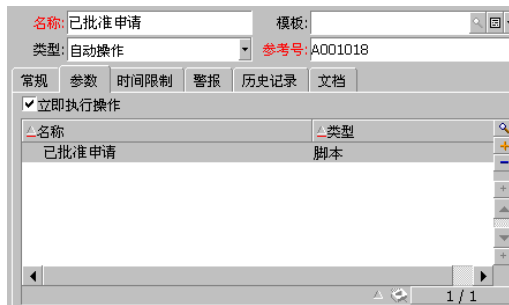 名称: 已批准申请 模板:
类型: 自动操作 参考号: A001018
常规 参数 时间限制 警报 历史记录 文档
立即执行操作
名称 类型
已批准申请 脚本
1 / 1